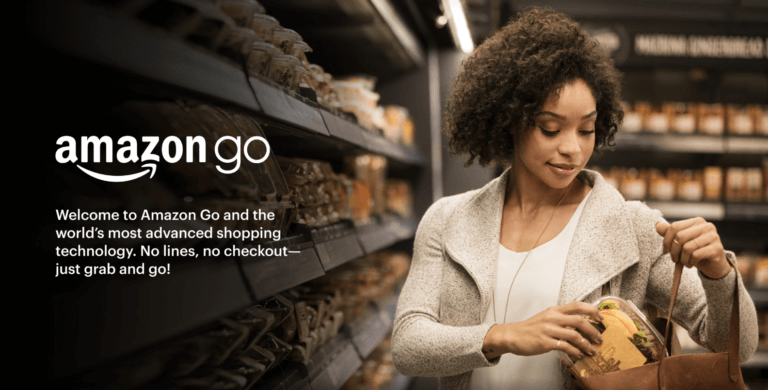 amazon go
Welcome to Amazon Go and the
world's most advanced shopping
technology. No lines, no checkout—
just grab and go!